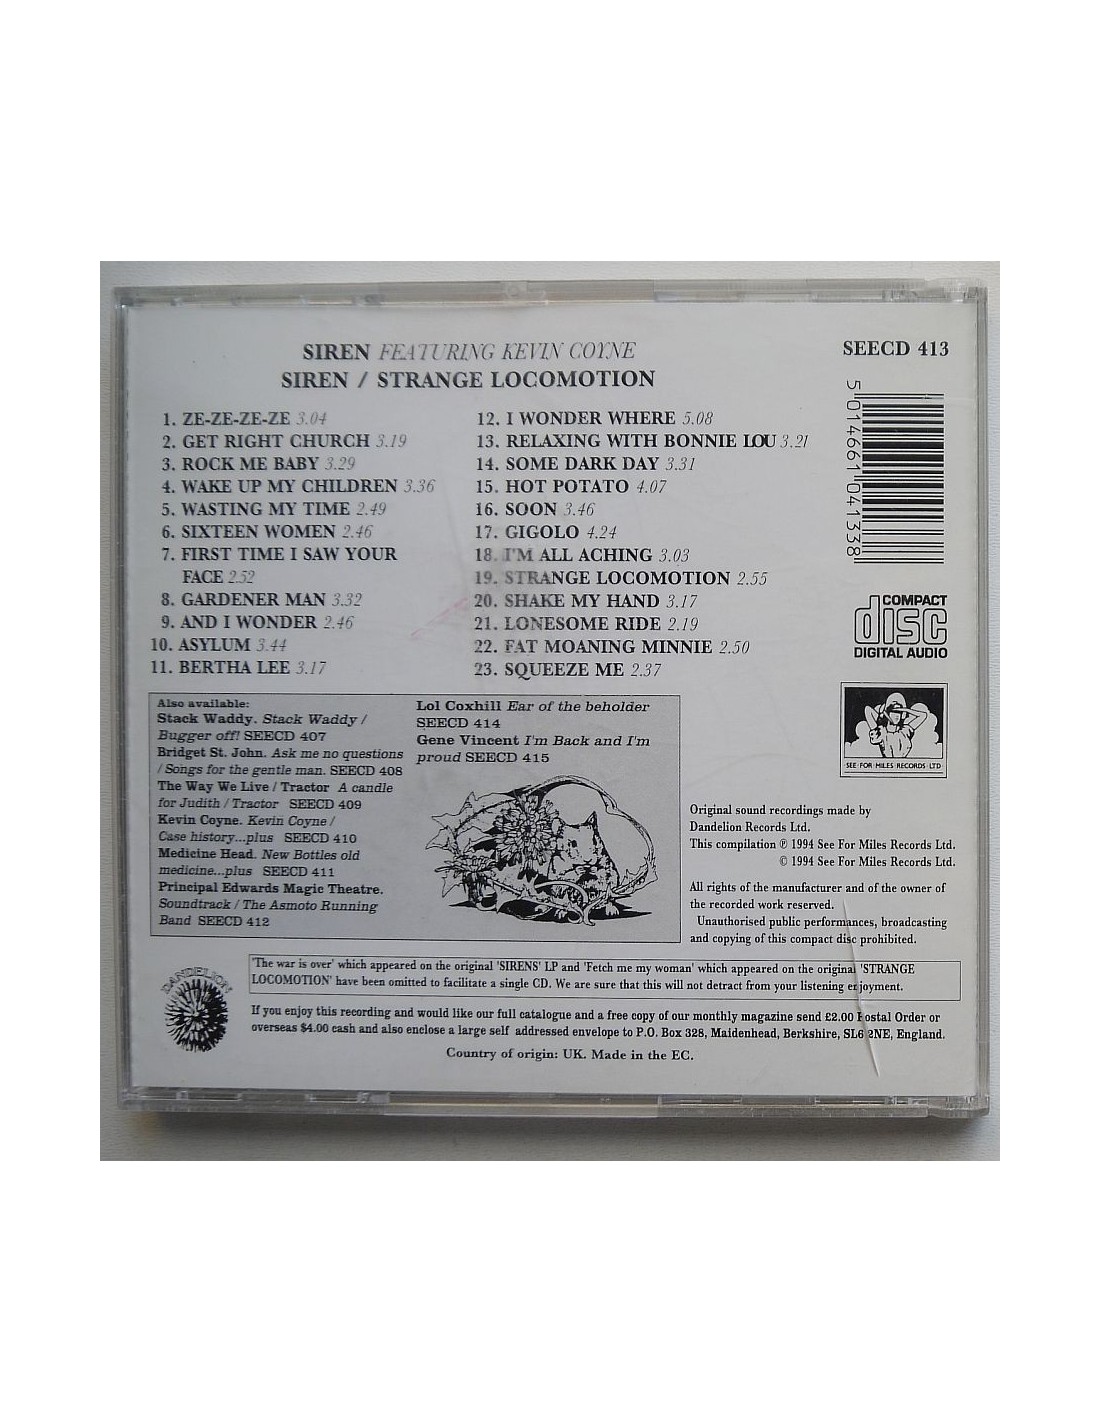 SIREN FEATURING KEVIN COYNE
SIREN / STRANGE LOCOMOTION
SEECD 413
1. ZE-ZE-ZE-ZE 3.04
2. GET RIGHT CHURCH 3.19
3. ROCK ME BABY 3.29
4. WAKE UP MY CHILDREN 3.36
5. WASTING MY TIME 2.49
6. SIXTEEN WOMEN 2.46
7. FIRST TIME I SAW YOUR
FACE 2.52
8. GARDENER MAN 3.32
9. AND I WONDER 2.46
10. ASYLUM 3.44
11. BERTHA LEE 3.17
12. I WONDER WHERE 5.08
13. RELAXING WITH BONNIE LOU 3.21
14. SOME DARK DAY 3.31
15. HOT POTATO 4.07
16. SOON 3.46
17. GIGOLO 4.24
18. I'M ALL ACHING 3.03
19. STRANGE LOCOMOTION 2.55
20. SHAKE MY HAND 3.17
21. LONESOME RIDE 2.19
22. FAT MOANING MINNIE 2.50
23. SQUEEZE ME 2.37
5 014661 041338
COMPACT
disc
DIGITAL AUDIO
SEE·FOR·MILES·RECORDS·LTD
Also available:
Stack Waddy. Stack Waddy /
Bugger off! SEECD 407
Bridget St. John. Ask me no questions
/ Songs for the gentle man. SEECD 408
The Way We Live / Tractor A candle
for Judith / Tractor SEECD 409
Kevin Coyne. Kevin Coyne /
Case history...plus SEECD 410
Medicine Head. New Bottles old
medicine...plus SEECD 411
Principal Edwards Magic Theatre.
Soundtrack / The Asmoto Running
Band SEECD 412
Lol Coxhill Ear of the beholder
SEECD 414
Gene Vincent I'm Back and I'm
proud SEECD 415
Original sound recordings made by
Dandelion Records Ltd.
This compilation ℗ 1994 See For Miles Records Ltd.
© 1994 See For Miles Records Ltd.
All rights of the manufacturer and of the owner of
the recorded work reserved.
Unauthorised public performances, broadcasting
and copying of this compact disc prohibited.
DANDELION
'The war is over' which appeared on the original 'SIRENS' LP and 'Fetch me my woman' which appeared on the original 'STRANGE
LOCOMOTION' have been omitted to facilitate a single CD. We are sure that this will not detract from your listening enjoyment.
If you enjoy this recording and would like our full catalogue and a free copy of our monthly magazine send £2.00 Postal Order or
overseas $4.00 cash and also enclose a large self addressed envelope to P.O. Box 328, Maidenhead, Berkshire, SL6 2NE, England.
Country of origin: UK. Made in the EC.